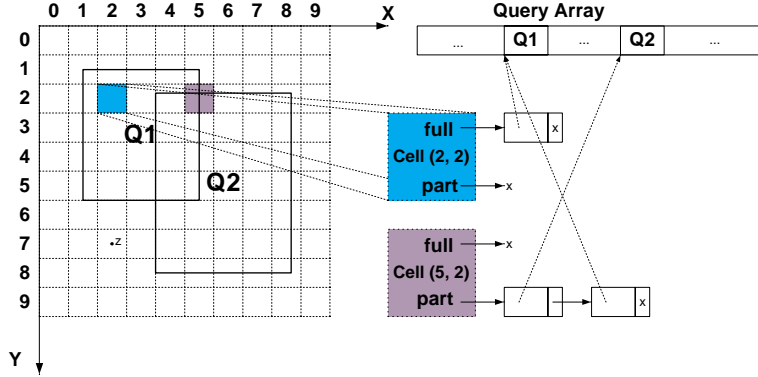 0 1 2 3 4 5 6 7 8 9
X
Query Array
0
... Q1 ... Q2 ...
1
2
3
Q1
full
x
4
Cell (2, 2)
5
Q2
part
x
6
7
z
full
x
8
Cell (5, 2)
9
part
x
Y